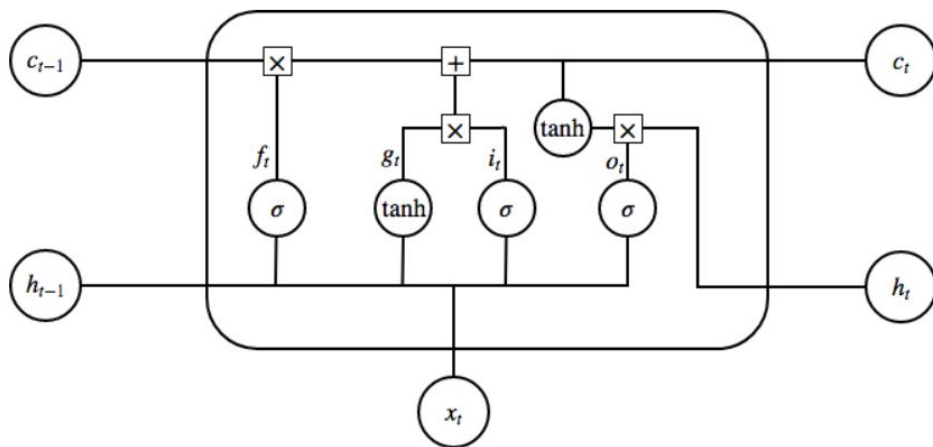 c_{t-1} × + c_t
tanh ×
f_t g_t i_t o_t
σ tanh σ σ
h_{t-1} h_t
x_t